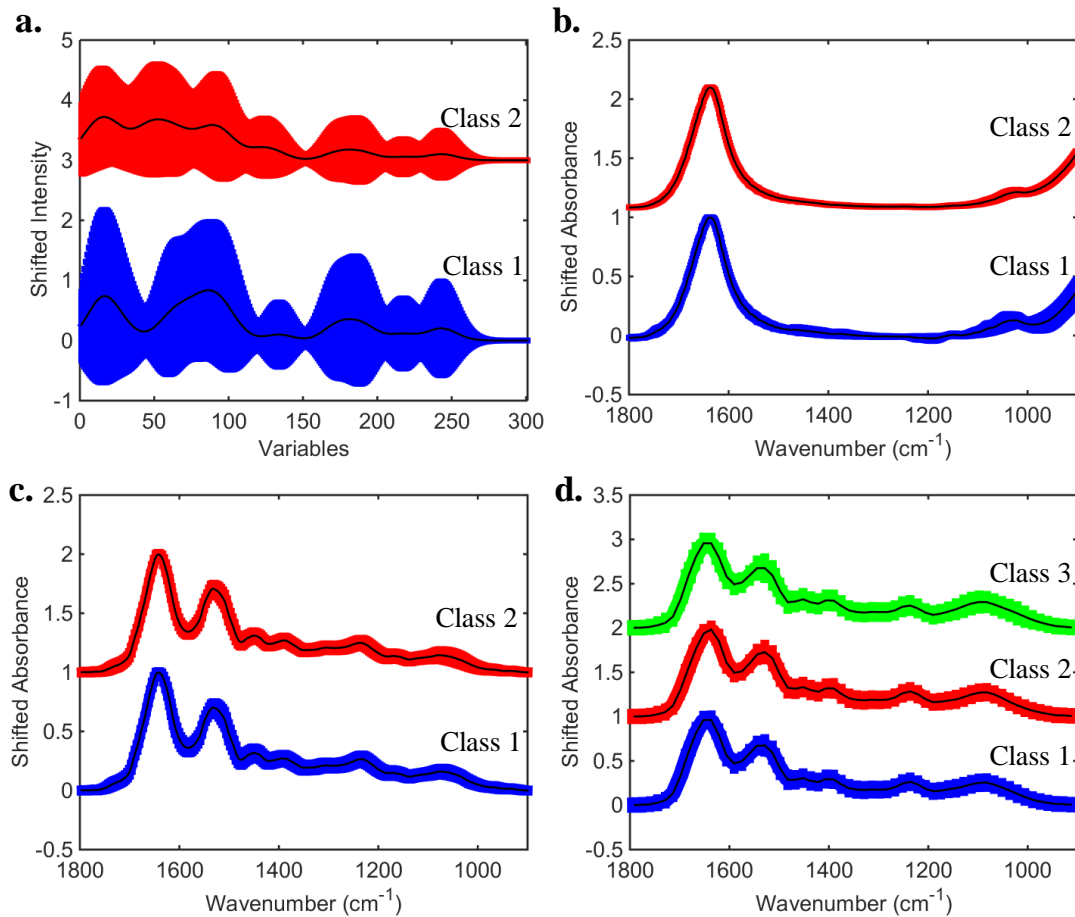 a.
5
4
3
2
1
0
-1
Shifted Intensity
Class 2
Class 1
0 50 100 150 200 250 300
Variables
b.
2.5
2
1.5
1
0.5
0
-0.5
Shifted Absorbance
Class 2
Class 1
1800 1600 1400 1200 1000
Wavenumber (cm⁻¹)
c.
2.5
2
1.5
1
0.5
0
-0.5
Shifted Absorbance
Class 2
Class 1
1800 1600 1400 1200 1000
Wavenumber (cm⁻¹)
d.
3.5
3
2.5
2
1.5
1
0.5
0
-0.5
Shifted Absorbance
Class 3
Class 2
Class 1
1800 1600 1400 1200 1000
Wavenumber (cm⁻¹)